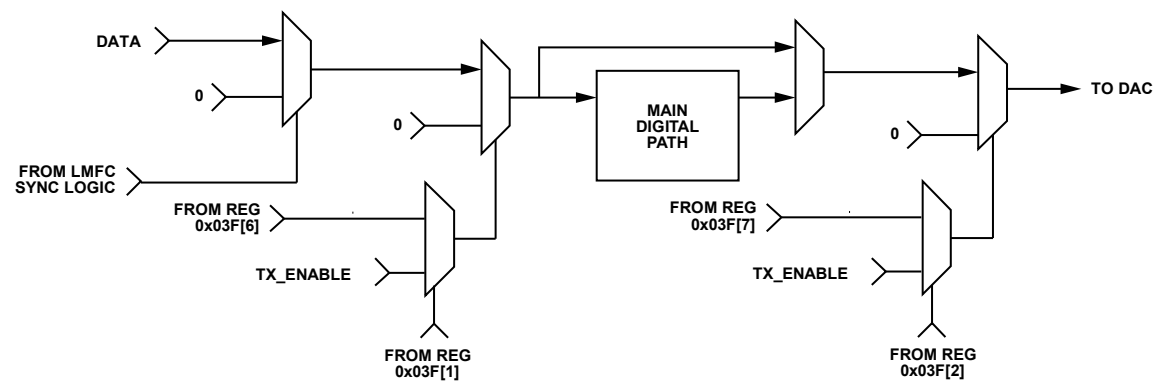 DATA
0
FROM LMFC
SYNC LOGIC
0
MAIN
DIGITAL
PATH
0
TO DAC
FROM REG
0x03F[6]
TX_ENABLE
FROM REG
0x03F[1]
FROM REG
0x03F[7]
TX_ENABLE
FROM REG
0x03F[2]